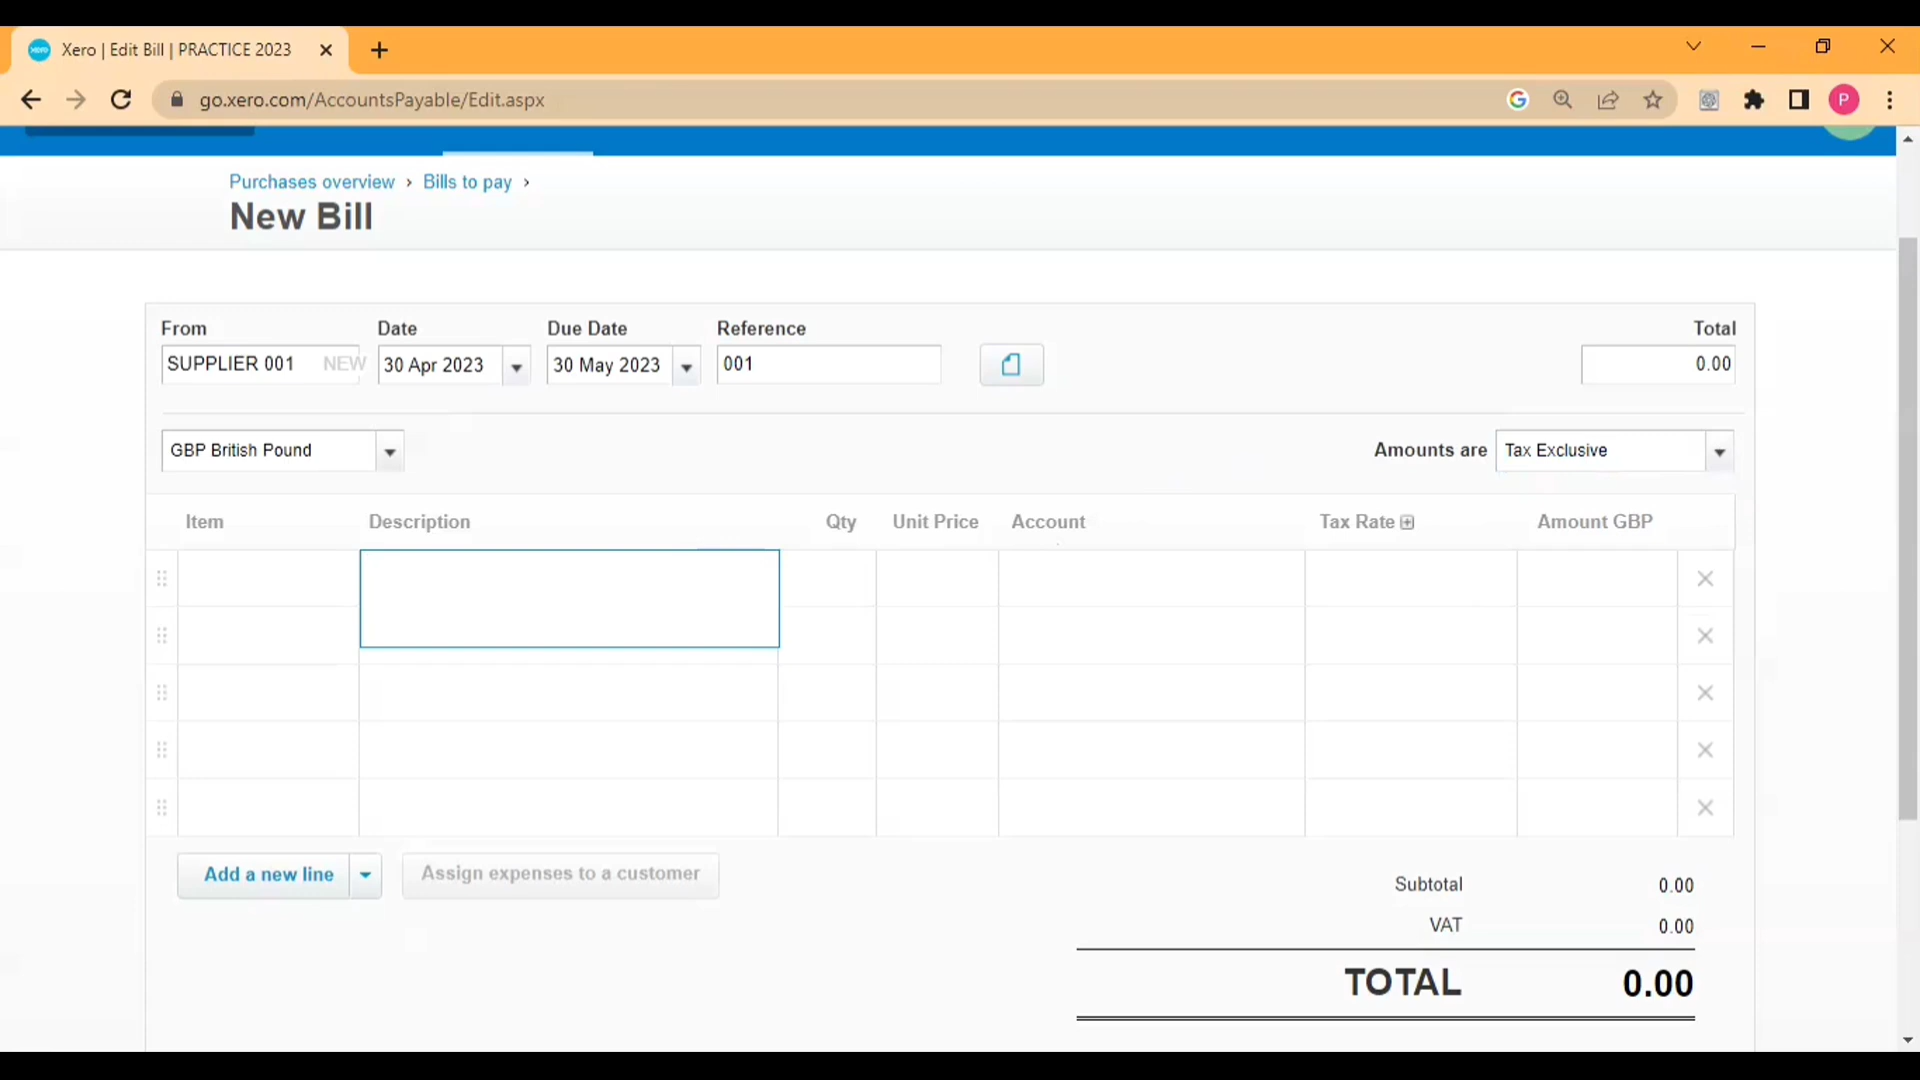 xero Xero | Edit Bill | PRACTICE 2023
go.xero.com/AccountsPayable/Edit.aspx
G P
Purchases overview › Bills to pay ›
New Bill
From Date Due Date Reference Total
SUPPLIER 001 NEW 30 Apr 2023 30 May 2023 001 0.00
GBP British Pound Amounts are Tax Exclusive
Item Description Qty Unit Price Account Tax Rate Amount GBP
Add a new line Assign expenses to a customer
Subtotal 0.00
VAT 0.00
TOTAL 0.00